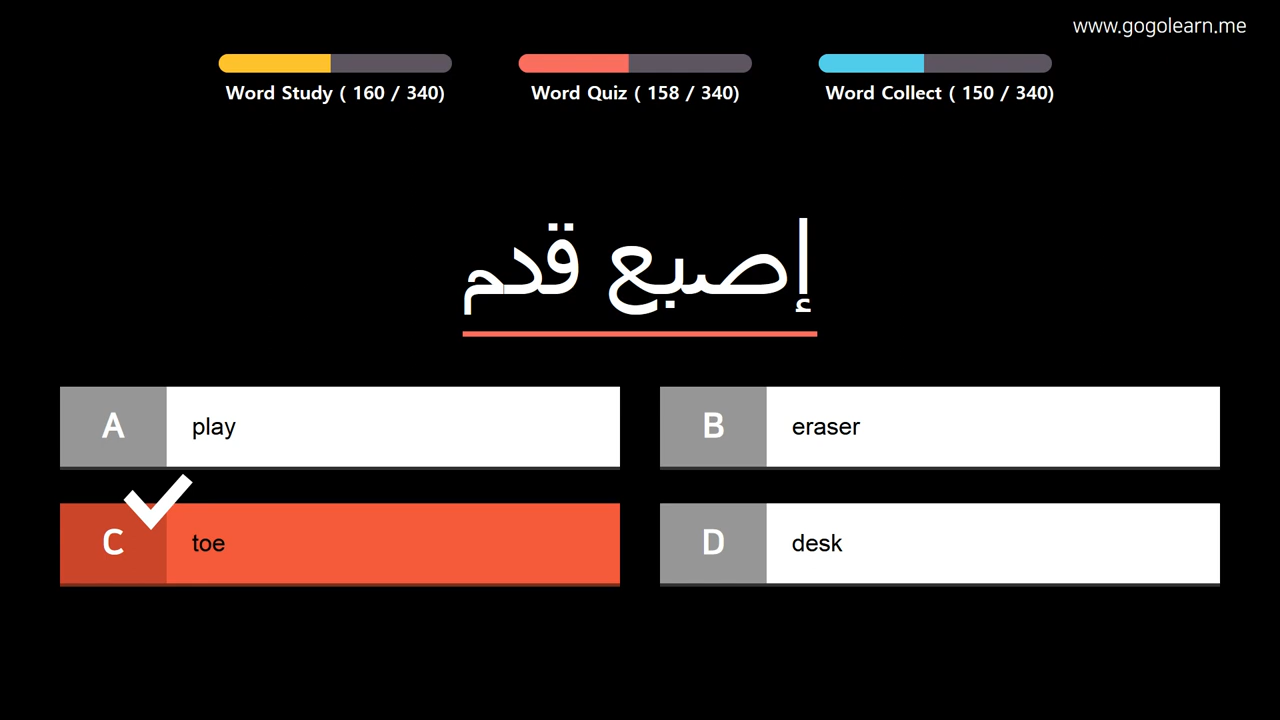 www.gogolearn.me
Word Study ( 160 / 340)
Word Quiz ( 158 / 340)
Word Collect ( 150 / 340)
إصبع قدم
A play
B eraser
C toe
D desk